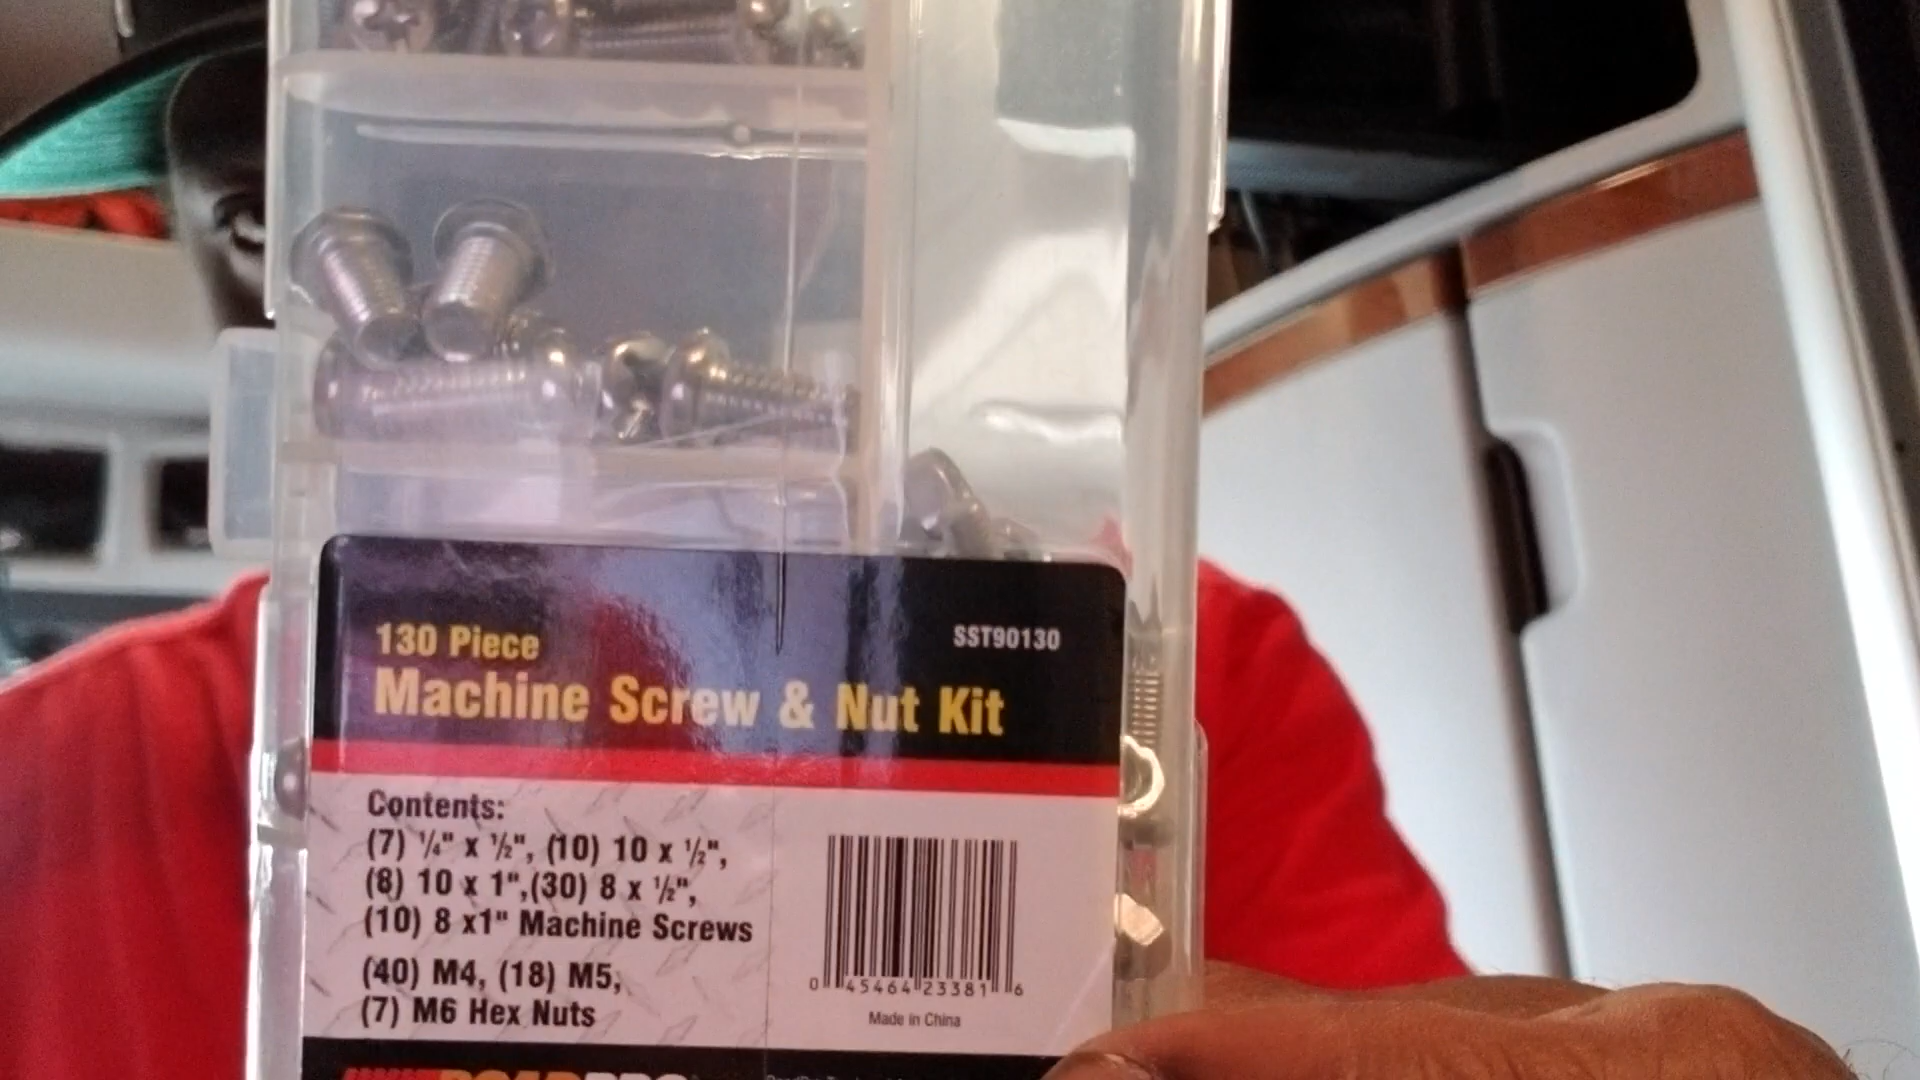 130 Piece
SST90130
Machine Screw & Nut Kit
Contents:
(7) ¼" x ½", (10) 10 x ½",
(8) 10 x 1",(30) 8 x ½",
(10) 8 x1" Machine Screws
(40) M4, (18) M5,
(7) M6 Hex Nuts
0 45464 23381 6
Made in China